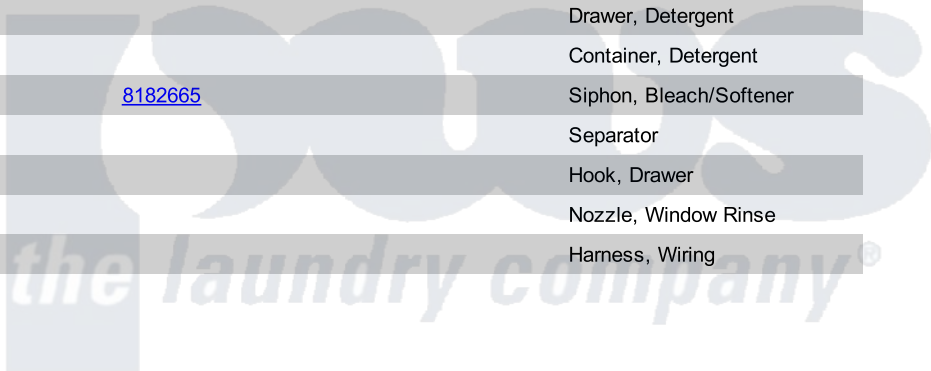 Drawer, Detergent
Container, Detergent
8182665 Siphon, Bleach/Softener
Separator
Hook, Drawer
Nozzle, Window Rinse
Harness, Wiring
the laundry company®